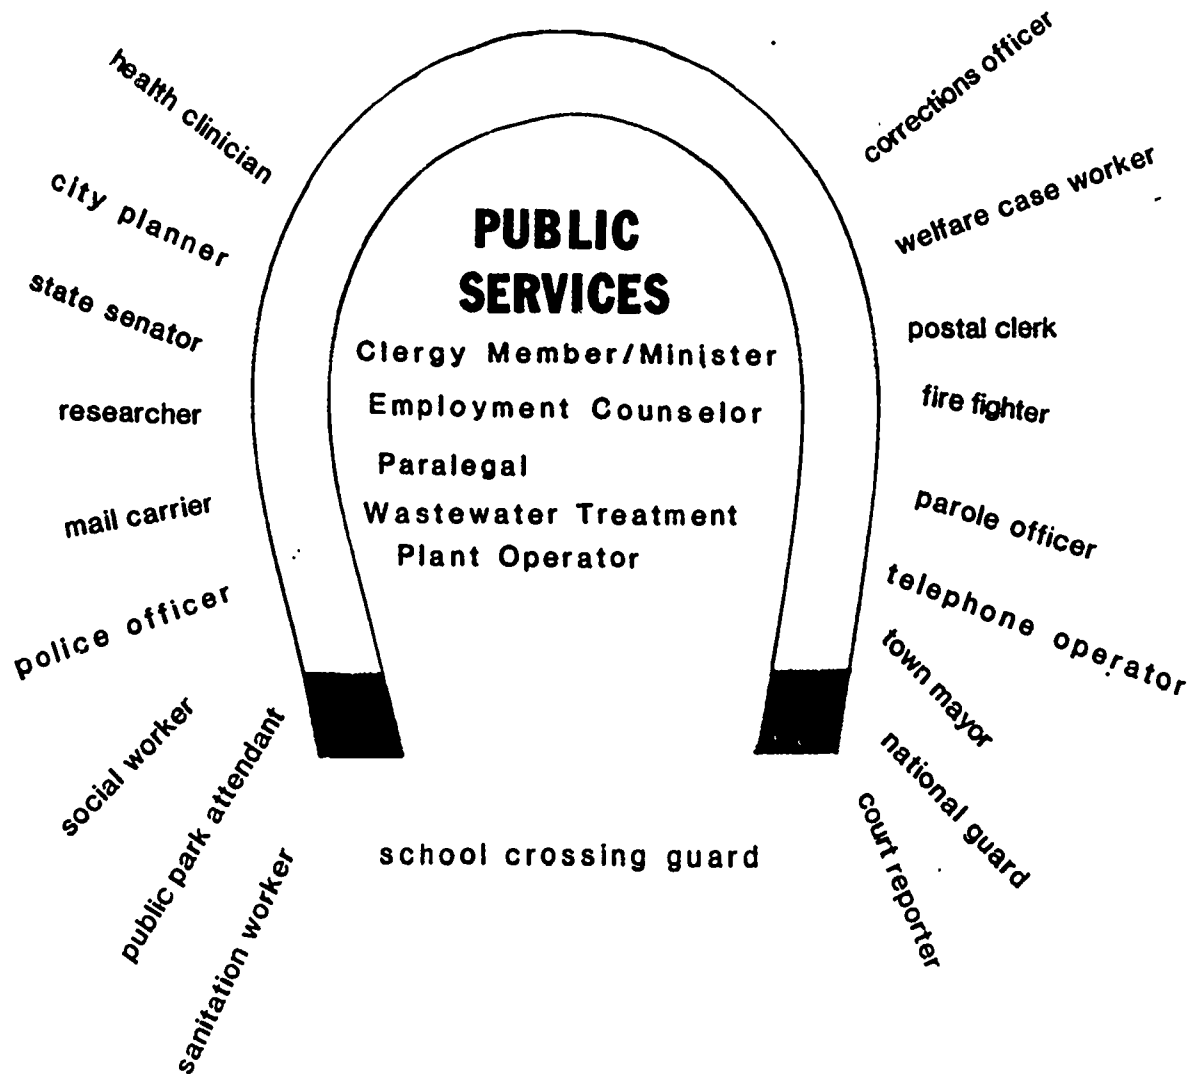 health clinician
city planner
state senator
researcher
mail carrier
police officer
social worker
public park attendant
sanitation worker
PUBLIC
SERVICES
Clergy Member/Minister
Employment Counselor
Paralegal
Wastewater Treatment
Plant Operator
school crossing guard
corrections officer
welfare case worker
postal clerk
fire fighter
parole officer
telephone operator
town mayor
national guard
court reporter